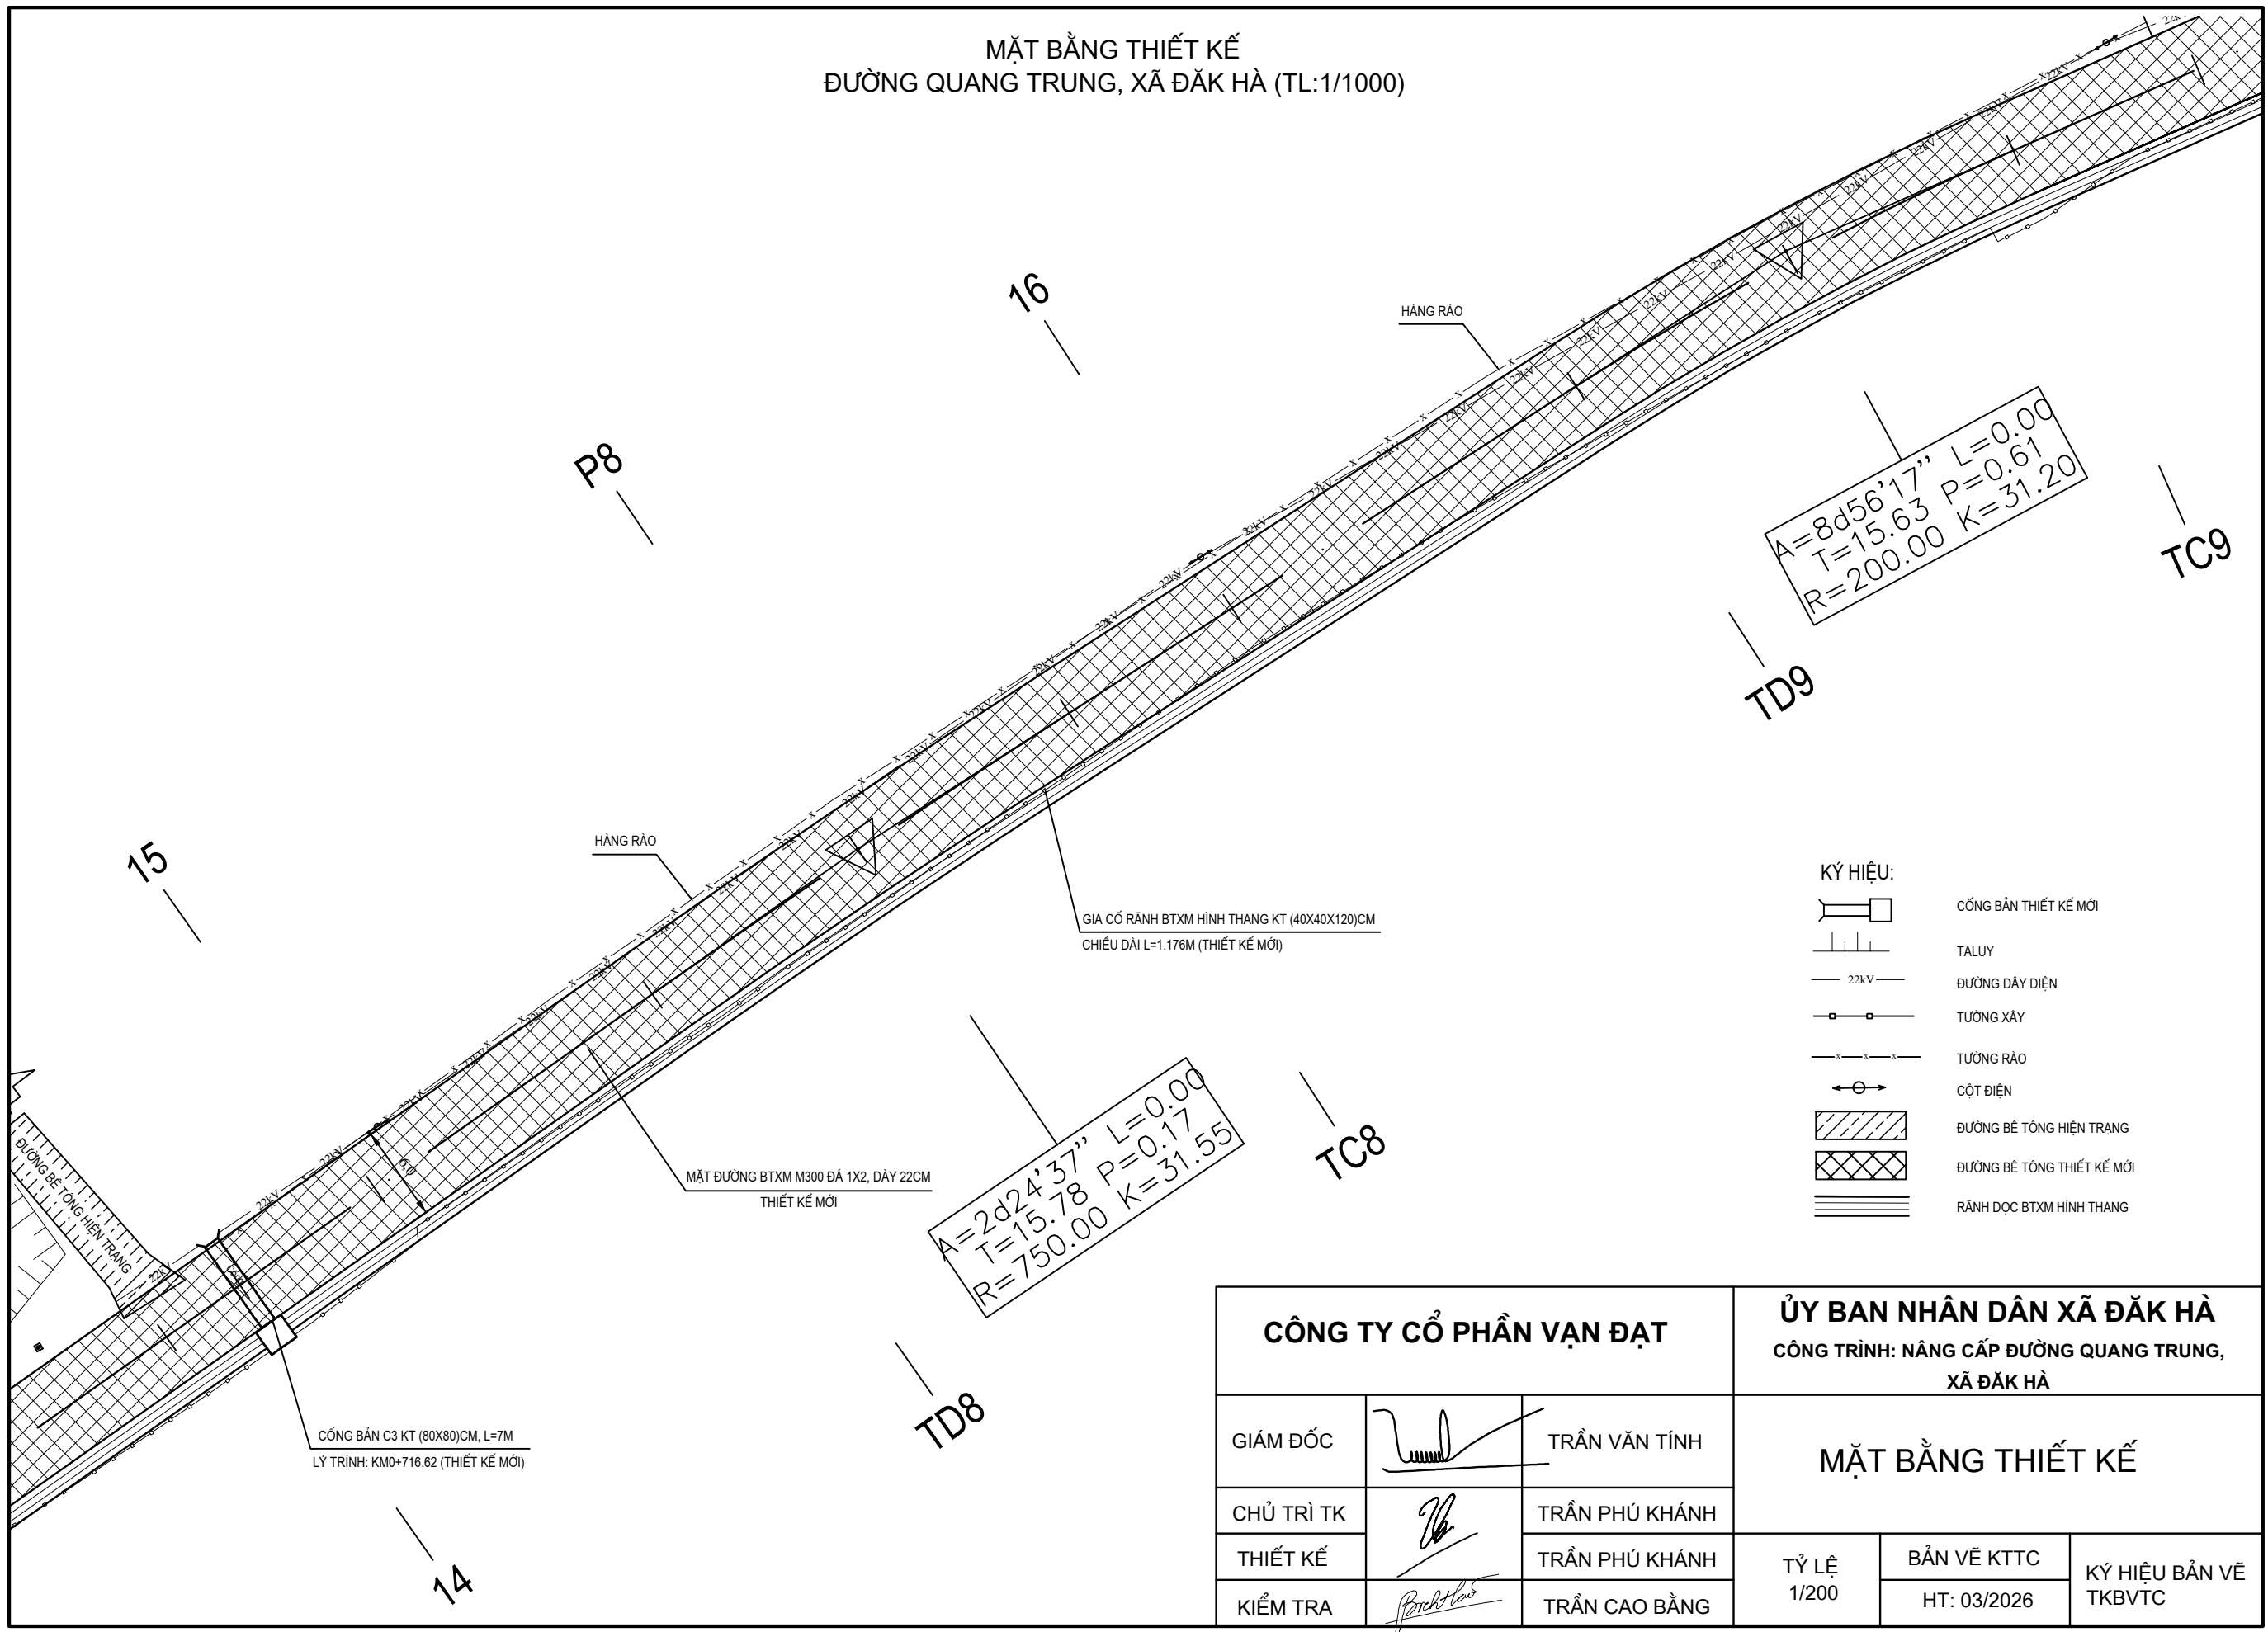 MẶT BẰNG THIẾT KẾ
ĐƯỜNG QUANG TRUNG, XÃ ĐĂK HÀ (TL:1/1000)
16
P8
15
HÀNG RÀO
HÀNG RÀO
22kV
A=8d56'17'' L=0.00
T=15.63 P=0.61
R=200.00 K=31.20
TC9
TD9
GIA CỐ RÃNH BTXM HÌNH THANG KT (40X40X120)CM
CHIỀU DÀI L=1.176M (THIẾT KẾ MỚI)
MẶT ĐƯỜNG BTXM M300 ĐÁ 1X2, DÀY 22CM
THIẾT KẾ MỚI
6,0
ĐƯỜNG BÊ TÔNG HIỆN TRẠNG
A=2d24'37'' L=0.00
T=15.78 P=0.17
R=750.00 K=31.55
TC8
TD8
CỐNG BẢN C3 KT (80X80)CM, L=7M
LÝ TRÌNH: KM0+716.62 (THIẾT KẾ MỚI)
14
KÝ HIỆU:
CỐNG BẢN THIẾT KẾ MỚI
TALUY
22kV ĐƯỜNG DÂY DIỆN
TƯỜNG XÂY
x x x TƯỜNG RÀO
CỘT ĐIỆN
ĐƯỜNG BÊ TÔNG HIỆN TRẠNG
ĐƯỜNG BÊ TÔNG THIẾT KẾ MỚI
RÃNH DỌC BTXM HÌNH THANG
CÔNG TY CỔ PHẦN VẠN ĐẠT
ỦY BAN NHÂN DÂN XÃ ĐĂK HÀ
CÔNG TRÌNH: NÂNG CẤP ĐƯỜNG QUANG TRUNG,
XÃ ĐĂK HÀ
GIÁM ĐỐC TRẦN VĂN TÍNH
CHỦ TRÌ TK TRẦN PHÚ KHÁNH
THIẾT KẾ TRẦN PHÚ KHÁNH
KIỂM TRA TRẦN CAO BẰNG
MẶT BẰNG THIẾT KẾ
TỶ LỆ
1/200
BẢN VẼ KTTC
HT: 03/2026
KÝ HIỆU BẢN VẼ
TKBVTC